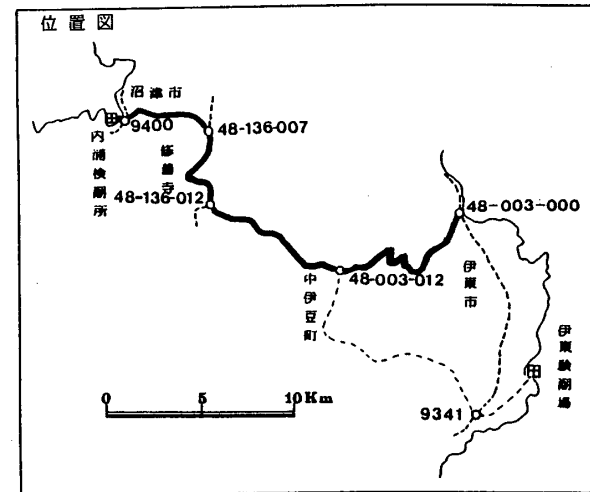 位置図
沼津市
9400
48-136-007
内浦検潮所
修善寺
48-136-012
48-003-000
48-003-012
中伊豆町
伊東市
伊東験潮場
9341
0 5 10Km